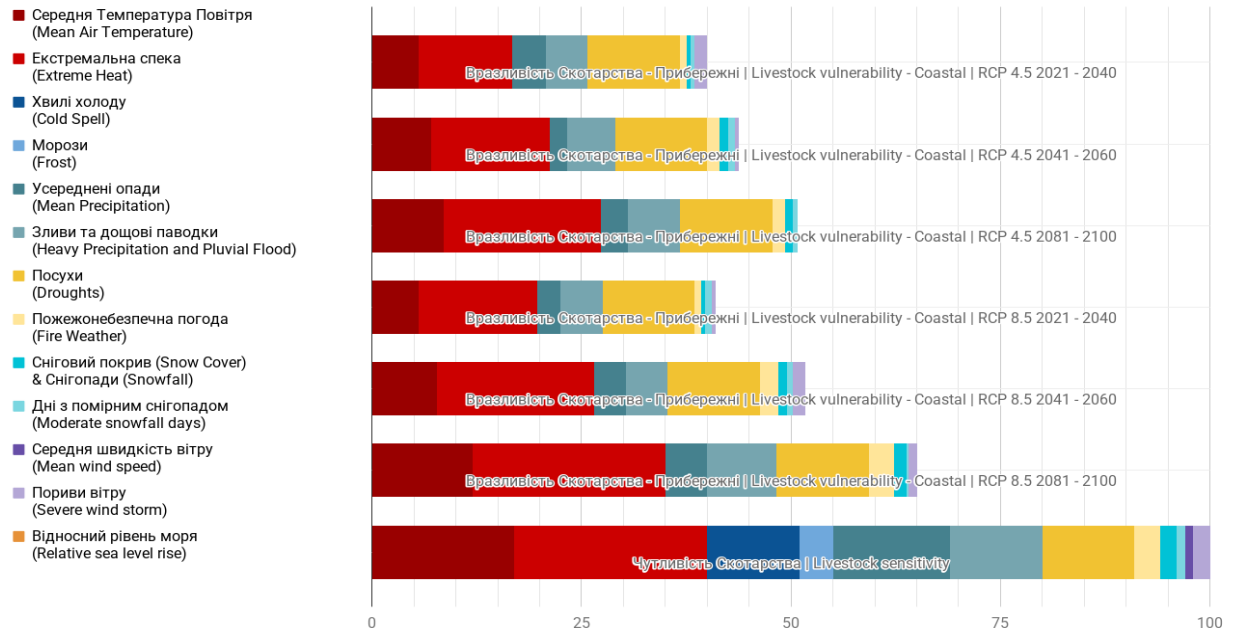 Середня Температура Повітря
(Mean Air Temperature)
Екстремальна спека
(Extreme Heat)
Хвилі холоду
(Cold Spell)
Морози
(Frost)
Усереднені опади
(Mean Precipitation)
Зливи та дощові паводки
(Heavy Precipitation and Pluvial Flood)
Посухи
(Droughts)
Пожежонебезпечна погода
(Fire Weather)
Сніговий покрив (Snow Cover)
& Снігопади (Snowfall)
Дні з помірним снігопадом
(Moderate snowfall days)
Середня швидкість вітру
(Mean wind speed)
Пориви вітру
(Severe wind storm)
Відносний рівень моря
(Relative sea level rise)
Вразливість Скотарства - Прибережні | Livestock vulnerability - Coastal | RCP 4.5 2021 - 2040
Вразливість Скотарства - Прибережні | Livestock vulnerability - Coastal | RCP 4.5 2041 - 2060
Вразливість Скотарства - Прибережні | Livestock vulnerability - Coastal | RCP 4.5 2081 - 2100
Вразливість Скотарства - Прибережні | Livestock vulnerability - Coastal | RCP 8.5 2021 - 2040
Вразливість Скотарства - Прибережні | Livestock vulnerability - Coastal | RCP 8.5 2041 - 2060
Вразливість Скотарства - Прибережні | Livestock vulnerability - Coastal | RCP 8.5 2081 - 2100
Чутливість Скотарства | Livestock sensitivity
0 25 50 75 100